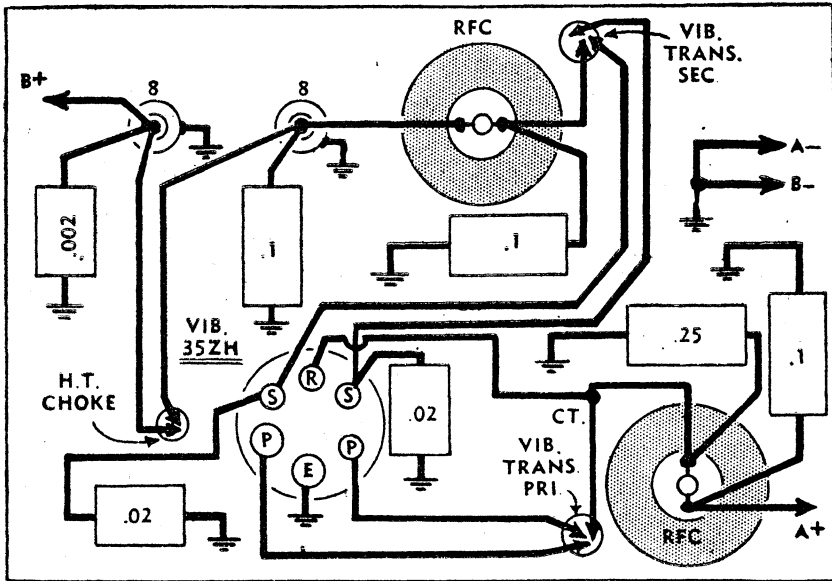 RFC
VIB.
TRANS.
SEC.
B+
8
8
A−
B−
.002
.1
.1
.1
.25
VIB.
35ZH
R
S
S
H.T.
CHOKE
.02
CT.
P
P
E
VIB.
TRANS.
PRI.
.02
RFC
A+